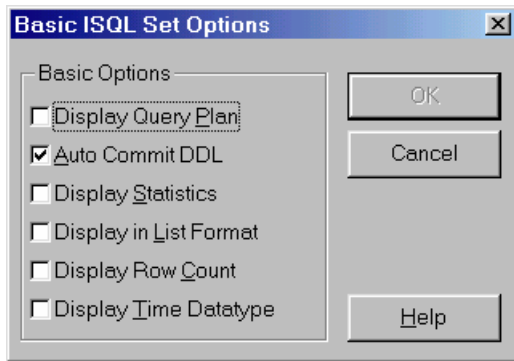 Basic ISQL Set Options
Basic Options
Display Query Plan
Auto Commit DDL
Display Statistics
Display in List Format
Display Row Count
Display Time Datatype
OK
Cancel
Help